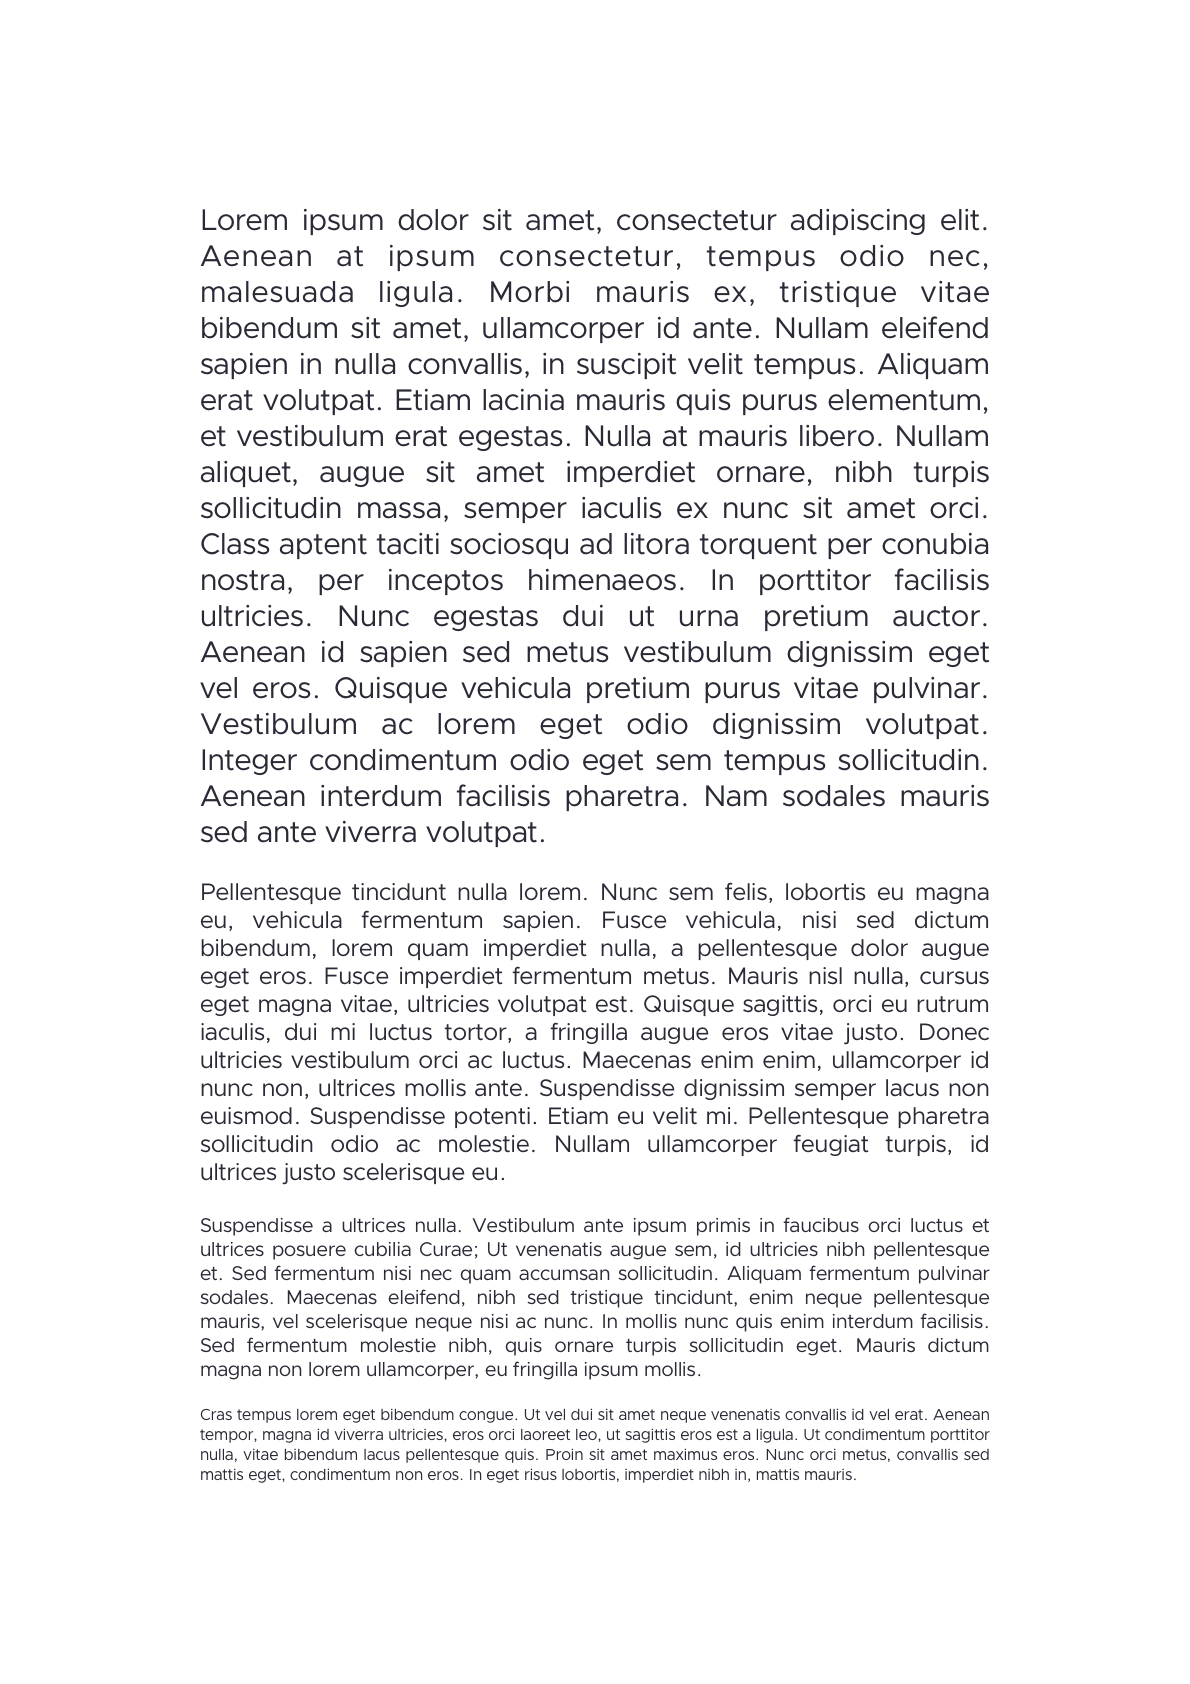 Lorem ipsum dolor sit amet, consectetur adipiscing elit.
Aenean at ipsum consectetur, tempus odio nec,
malesuada ligula. Morbi mauris ex, tristique vitae
bibendum sit amet, ullamcorper id ante. Nullam eleifend
sapien in nulla convallis, in suscipit velit tempus. Aliquam
erat volutpat. Etiam lacinia mauris quis purus elementum,
et vestibulum erat egestas. Nulla at mauris libero. Nullam
aliquet, augue sit amet imperdiet ornare, nibh turpis
sollicitudin massa, semper iaculis ex nunc sit amet orci.
Class aptent taciti sociosqu ad litora torquent per conubia
nostra, per inceptos himenaeos. In porttitor facilisis
ultricies. Nunc egestas dui ut urna pretium auctor.
Aenean id sapien sed metus vestibulum dignissim eget
vel eros. Quisque vehicula pretium purus vitae pulvinar.
Vestibulum ac lorem eget odio dignissim volutpat.
Integer condimentum odio eget sem tempus sollicitudin.
Aenean interdum facilisis pharetra. Nam sodales mauris
sed ante viverra volutpat.
Pellentesque tincidunt nulla lorem. Nunc sem felis, lobortis eu magna
eu, vehicula fermentum sapien. Fusce vehicula, nisi sed dictum
bibendum, lorem quam imperdiet nulla, a pellentesque dolor augue
eget eros. Fusce imperdiet fermentum metus. Mauris nisl nulla, cursus
eget magna vitae, ultricies volutpat est. Quisque sagittis, orci eu rutrum
iaculis, dui mi luctus tortor, a fringilla augue eros vitae justo. Donec
ultricies vestibulum orci ac luctus. Maecenas enim enim, ullamcorper id
nunc non, ultrices mollis ante. Suspendisse dignissim semper lacus non
euismod. Suspendisse potenti. Etiam eu velit mi. Pellentesque pharetra
sollicitudin odio ac molestie. Nullam ullamcorper feugiat turpis, id
ultrices justo scelerisque eu.
Suspendisse a ultrices nulla. Vestibulum ante ipsum primis in faucibus orci luctus et
ultrices posuere cubilia Curae; Ut venenatis augue sem, id ultricies nibh pellentesque
et. Sed fermentum nisi nec quam accumsan sollicitudin. Aliquam fermentum pulvinar
sodales. Maecenas eleifend, nibh sed tristique tincidunt, enim neque pellentesque
mauris, vel scelerisque neque nisi ac nunc. In mollis nunc quis enim interdum facilisis.
Sed fermentum molestie nibh, quis ornare turpis sollicitudin eget. Mauris dictum
magna non lorem ullamcorper, eu fringilla ipsum mollis.
Cras tempus lorem eget bibendum congue. Ut vel dui sit amet neque venenatis convallis id vel erat. Aenean
tempor, magna id viverra ultricies, eros orci laoreet leo, ut sagittis eros est a ligula. Ut condimentum porttitor
nulla, vitae bibendum lacus pellentesque quis. Proin sit amet maximus eros. Nunc orci metus, convallis sed
mattis eget, condimentum non eros. In eget risus lobortis, imperdiet nibh in, mattis mauris.